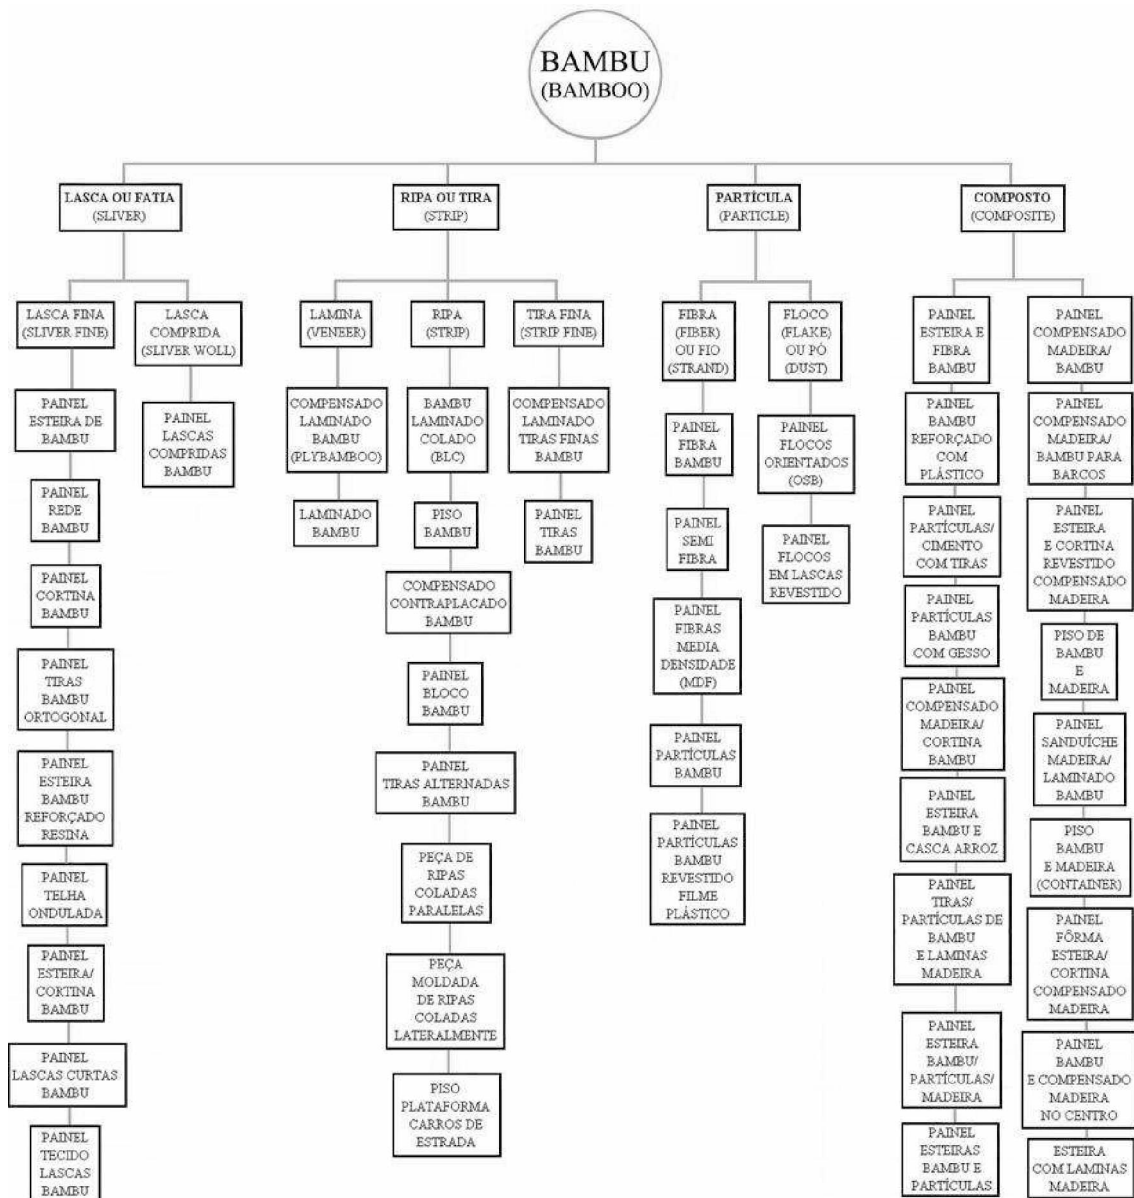 BAMBU
(BAMBOO)
LASCA OU FATIA
(SLIVER)
LASCA FINA
(SLIVER FINE)
PAINEL
ESTEIRA DE
BAMBU
PAINEL
REDE
BAMBU
PAINEL
CORTINA
BAMBU
PAINEL
TIRAS
BAMBU
ORTOGONAL
PAINEL
ESTEIRA
BAMBU
REFORÇADO
RESINA
PAINEL
TELHA
ONDULADA
PAINEL
ESTEIRA/
CORTINA
BAMBU
PAINEL
LASCAS CURTAS
BAMBU
PAINEL
TECIDO
LASCAS
BAMBU
LASCA
COMPRIDA
(SLIVER WOLL)
PAINEL
LASCAS
COMPRIDAS
BAMBU
RIPA OU TIRA
(STRIP)
LAMINA
(VENEER)
COMPENSADO
LAMINADO
BAMBU
(PLYBAMBOO)
LAMINADO
BAMBU
RIPA
(STRIP)
BAMBU
LAMINADO
COLADO
(BLC)
PISO
BAMBU
COMPENSADO
CONTRAPLACADO
BAMBU
PAINEL
BLOCO
BAMBU
PAINEL
TIRAS ALTERNADAS
BAMBU
PEÇA DE
RIPAS
COLADAS
PARALELAS
PEÇA
MOLDADA
DE RIPAS
COLADAS
LATERALMENTE
PISO
PLATAFORMA
CARROS DE
ESTRADA
TIRA FINA
(STRIP FINE)
COMPENSADO
LAMINADO
TIRAS FINAS
BAMBU
PAINEL
TIRAS
BAMBU
PARTÍCULA
(PARTICLE)
FIBRA
(FIBER)
OU FIO
(STRAND)
PAINEL
FIBRA
BAMBU
PAINEL
SEMI
FIBRA
PAINEL
FIBRAS
MEDIA
DENSIDADE
(MDF)
PAINEL
PARTÍCULAS
BAMBU
PAINEL
PARTÍCULAS
BAMBU
REVESTIDO
FILME
PLÁSTICO
FLOCO
(FLAKE)
OU PÓ
(DUST)
PAINEL
FLOCOS
ORIENTADOS
(OSB)
PAINEL
FLOCOS
EM LASCAS
REVESTIDO
COMPOSTO
(COMPOSITE)
PAINEL
ESTEIRA E
FIBRA
BAMBU
PAINEL
BAMBU
REFORÇADO
COM
PLÁSTICO
PAINEL
PARTÍCULAS/
CIMENTO
COM TIRAS
PAINEL
PARTÍCULAS
BAMBU
COM GESSO
PAINEL
COMPENSADO
MADEIRA/
CORTINA
BAMBU
PAINEL
ESTEIRA
BAMBU E
CASCA ARROZ
PAINEL
TIRAS/
PARTÍCULAS DE
BAMBU
E LAMINAS
MADEIRA
PAINEL
ESTEIRA
BAMBU/
PARTÍCULAS/
MADEIRA
PAINEL
ESTEIRAS
BAMBU E
PARTÍCULAS
PAINEL
COMPENSADO
MADEIRA/
BAMBU
PAINEL
COMPENSADO
MADEIRA/
BAMBU PARA
BARCOS
PAINEL
ESTEIRA
E CORTINA
REVESTIDO
COMPENSADO
MADEIRA
PISO DE
BAMBU
E
MADEIRA
PAINEL
SANDUÍCHE
MADEIRA/
LAMINADO
BAMBU
PISO
BAMBU
E MADEIRA
(CONTAINER)
PAINEL
FÔRMA
ESTEIRA/
CORTINA
COMPENSADO
MADEIRA
PAINEL
BAMBU
E COMPENSADO
MADEIRA
NO CENTRO
ESTEIRA
COM LAMINAS
MADEIRA